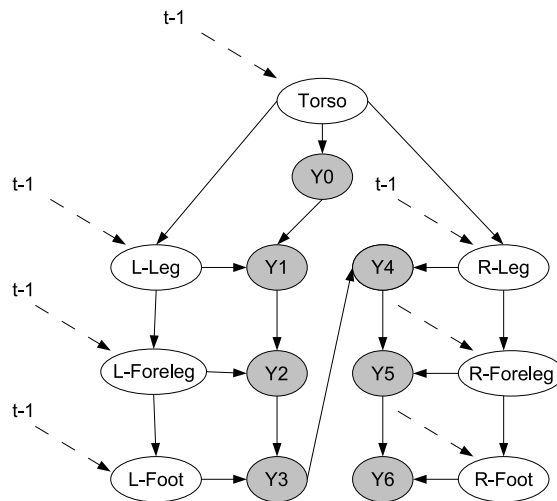 t-1
Torso
Y0
t-1
t-1
L-Leg
Y1
Y4
R-Leg
t-1
L-Foreleg
Y2
Y5
R-Foreleg
t-1
L-Foot
Y3
Y6
R-Foot